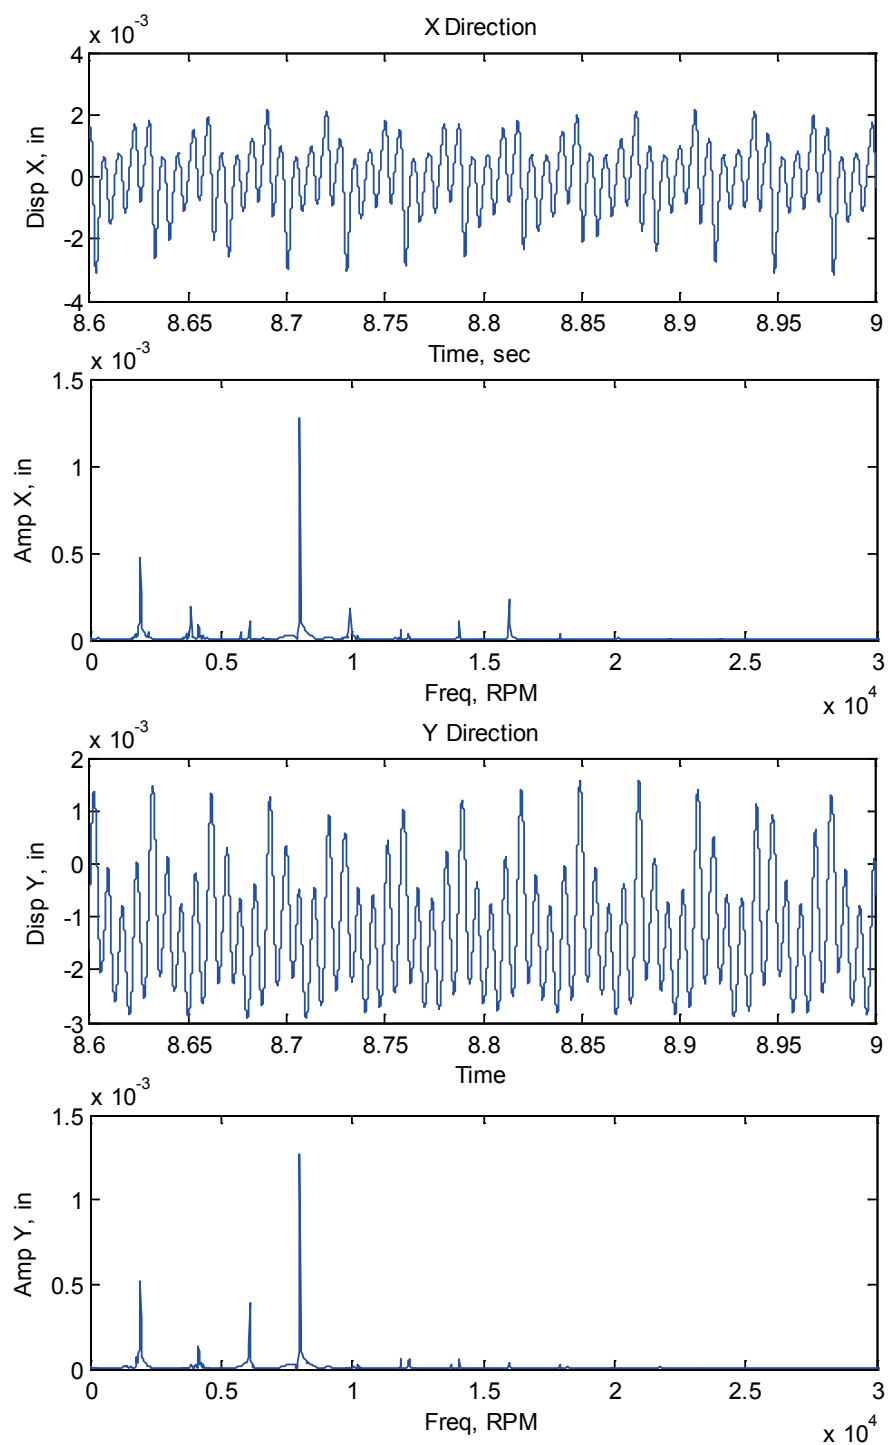 x 10-3
X Direction
4
2
0
-2
-4
Disp X, in
8.6 8.65 8.7 8.75 8.8 8.85 8.9 8.95 9
Time, sec
x 10-3
1.5
1
0.5
0
Amp X, in
0 0.5 1 1.5 2 2.5 3
Freq, RPM
x 104
x 10-3
Y Direction
2
1
0
-1
-2
-3
Disp Y, in
8.6 8.65 8.7 8.75 8.8 8.85 8.9 8.95 9
Time
x 10-3
1.5
1
0.5
0
Amp Y, in
0 0.5 1 1.5 2 2.5 3
Freq, RPM
x 104